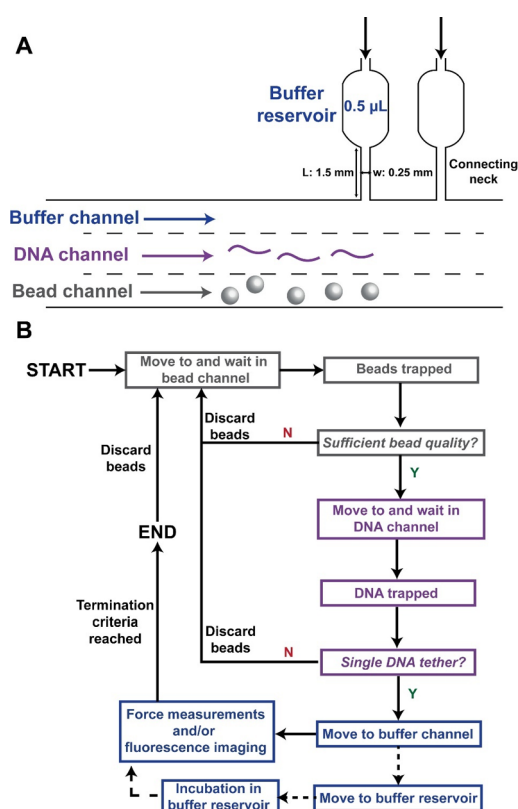 A
Buffer
reservoir
0.5 µL
L: 1.5 mm
w: 0.25 mm
Connecting
neck
Buffer channel
DNA channel
Bead channel
B
START
Move to and wait in
bead channel
Beads trapped
Discard
beads
N
Sufficient bead quality?
Discard
beads
Y
Move to and wait in
DNA channel
END
DNA trapped
Termination
criteria
reached
Discard
beads
N
Single DNA tether?
Y
Force measurements
and/or
fluorescence imaging
Move to buffer channel
Incubation in
buffer reservoir
Move to buffer reservoir